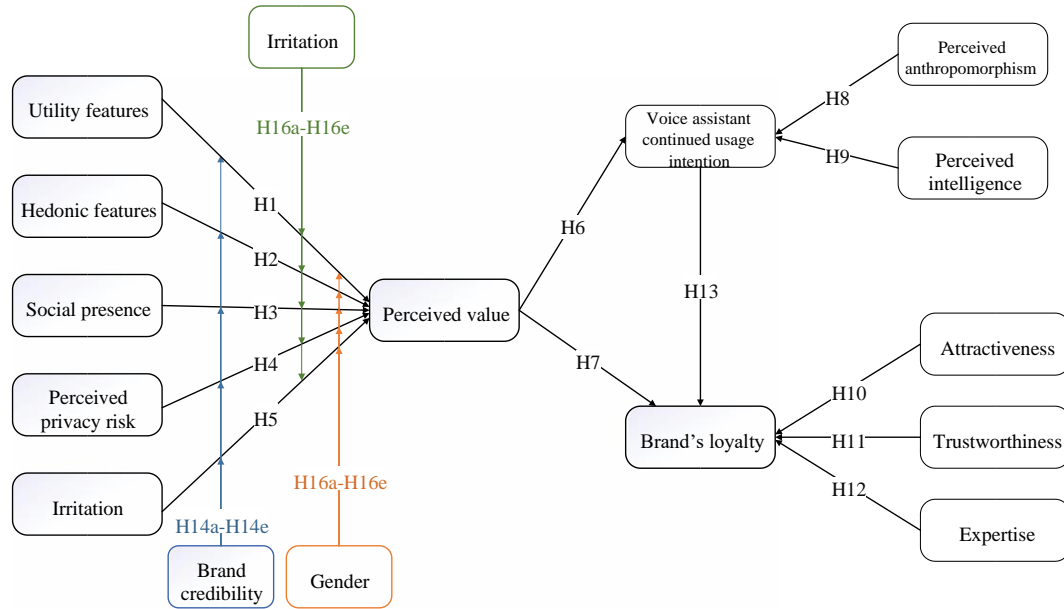 Irritation
Perceived
anthropomorphism
Utility features
H8
H16a-H16e
Voice assistant
continued usage
intention
H9
Perceived
intelligence
Hedonic features
H1
H6
H2
Social presence
H3
Perceived value
H13
H4
H7
Attractiveness
Perceived
privacy risk
H10
H5
Brand's loyalty
H11
Trustworthiness
H16a-H16e
H12
Irritation
H14a-H14e
Expertise
Brand
credibility
Gender